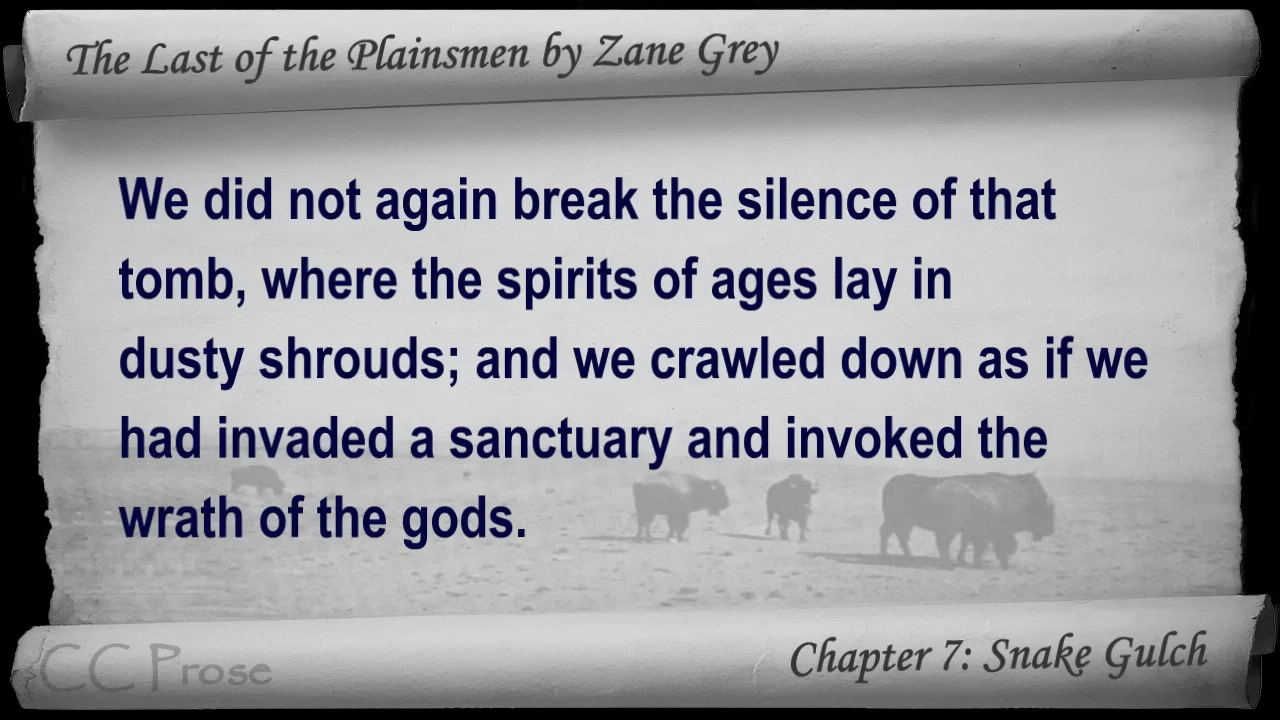 The Last of the Plainsmen by Zane Grey
We did not again break the silence of that
tomb, where the spirits of ages lay in
dusty shrouds; and we crawled down as if we
had invaded a sanctuary and invoked the
wrath of the gods.
CC Prose
Chapter 7: Snake Gulch